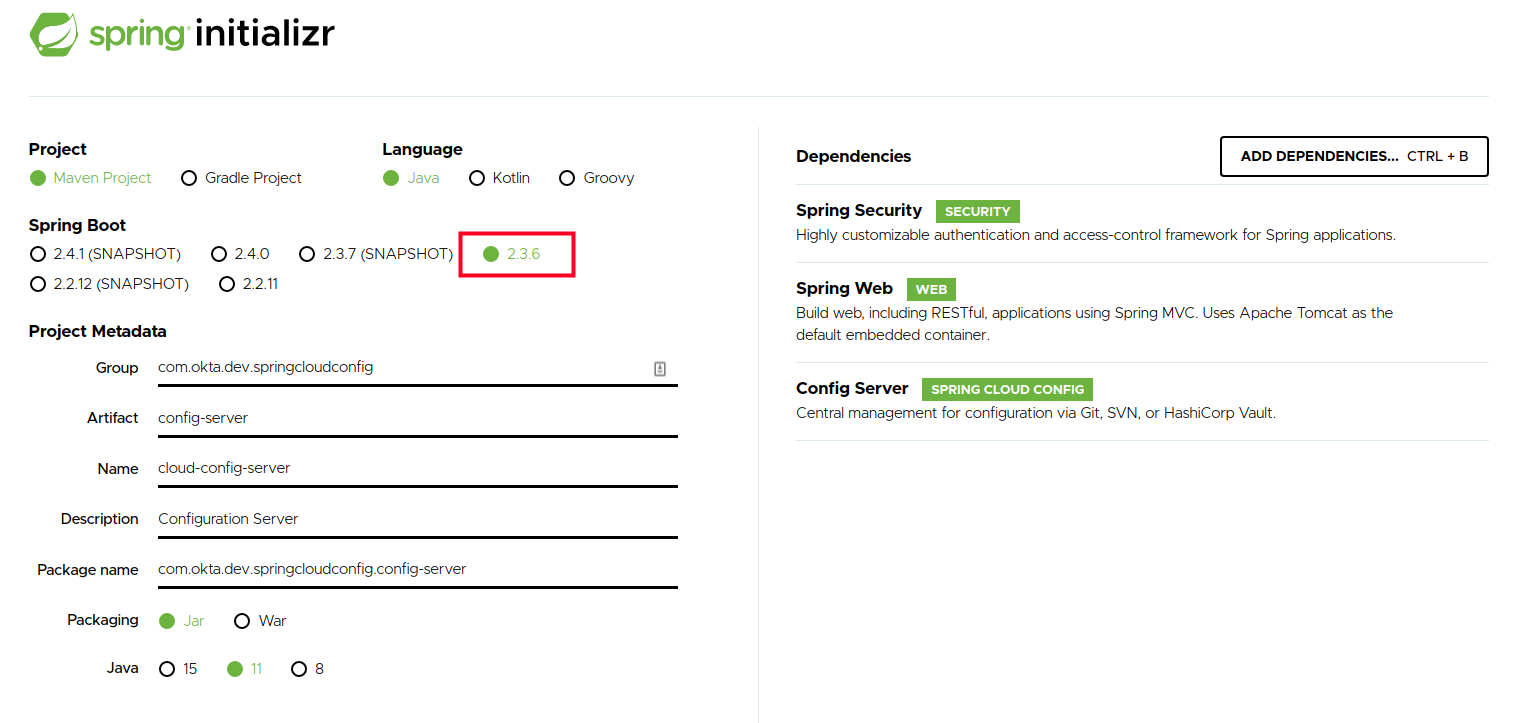 spring initializr
Project
Maven Project Gradle Project
Language
Java Kotlin Groovy
Spring Boot
2.4.1 (SNAPSHOT) 2.4.0 2.3.7 (SNAPSHOT) 2.3.6
2.2.12 (SNAPSHOT) 2.2.11
Project Metadata
Group com.okta.dev.springcloudconfig
Artifact config-server
Name cloud-config-server
Description Configuration Server
Package name com.okta.dev.springcloudconfig.config-server
Packaging Jar War
Java 15 11 8
Dependencies
ADD DEPENDENCIES... CTRL + B
Spring Security SECURITY
Highly customizable authentication and access-control framework for Spring applications.
Spring Web WEB
Build web, including RESTful, applications using Spring MVC. Uses Apache Tomcat as the
default embedded container.
Config Server SPRING CLOUD CONFIG
Central management for configuration via Git, SVN, or HashiCorp Vault.